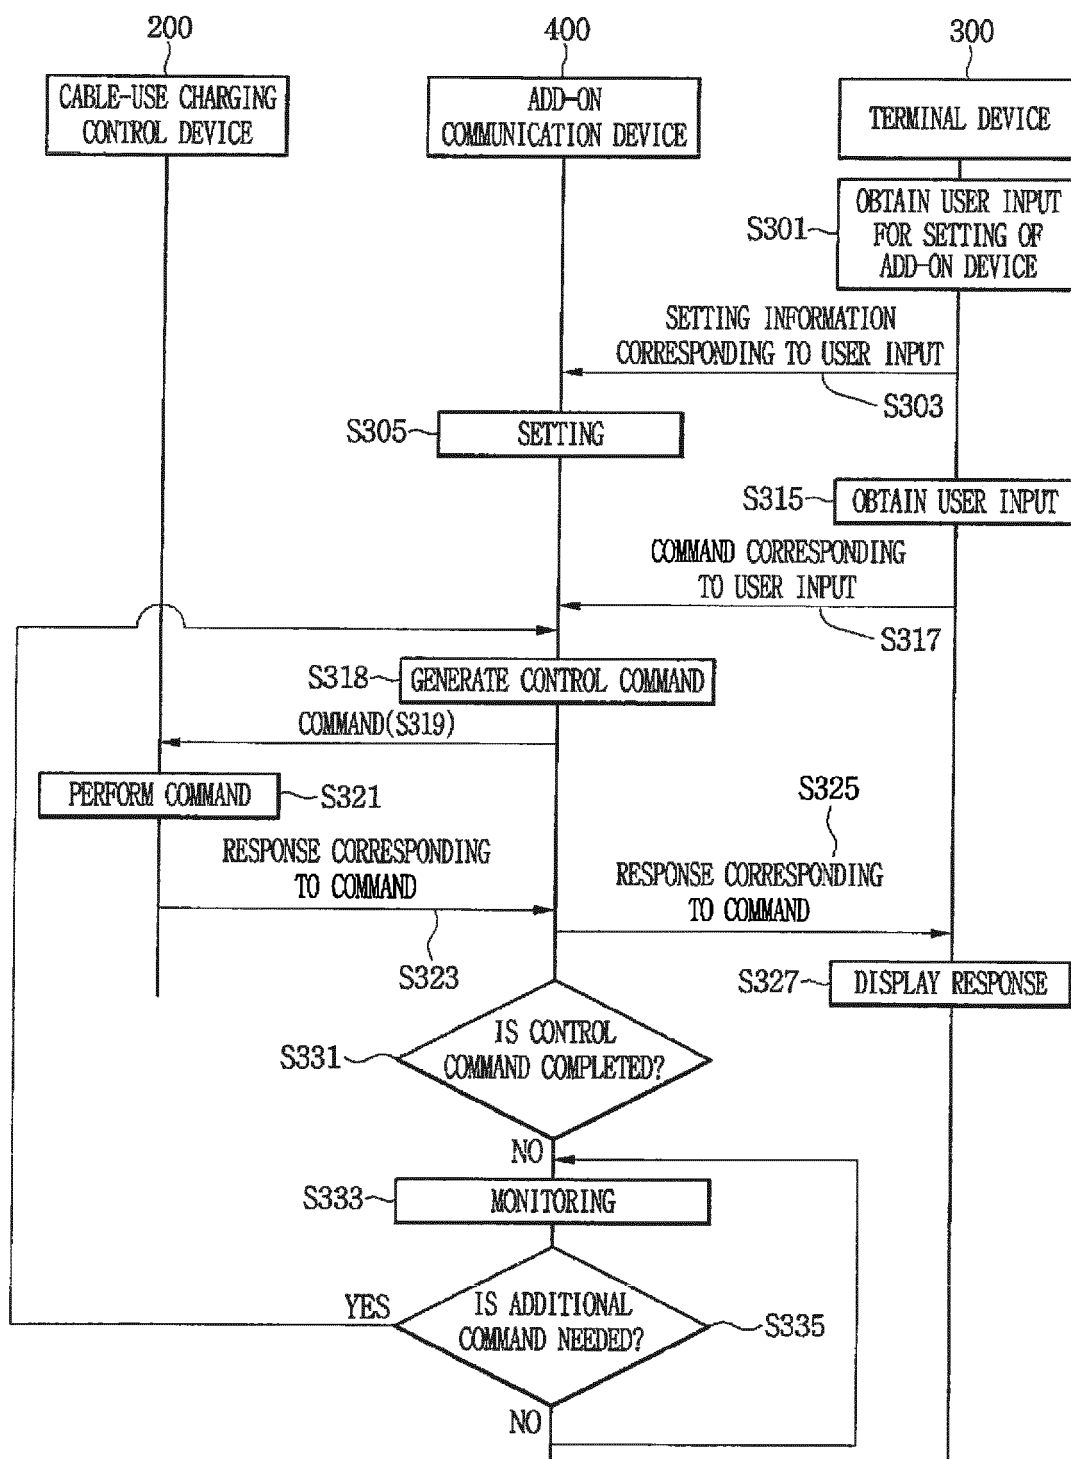 200
400
300
CABLE-USE CHARGING
CONTROL DEVICE
ADD-ON
COMMUNICATION DEVICE
TERMINAL DEVICE
S301
OBTAIN USER INPUT
FOR SETTING OF
ADD-ON DEVICE
SETTING INFORMATION
CORRESPONDING TO USER INPUT
S303
S305
SETTING
S315
OBTAIN USER INPUT
COMMAND CORRESPONDING
TO USER INPUT
S317
S318
GENERATE CONTROL COMMAND
COMMAND(S319)
PERFORM COMMAND
S321
S325
RESPONSE CORRESPONDING
TO COMMAND
RESPONSE CORRESPONDING
TO COMMAND
S323
S327
DISPLAY RESPONSE
S331
IS CONTROL
COMMAND COMPLETED?
NO
S333
MONITORING
YES
IS ADDITIONAL
COMMAND NEEDED?
S335
NO